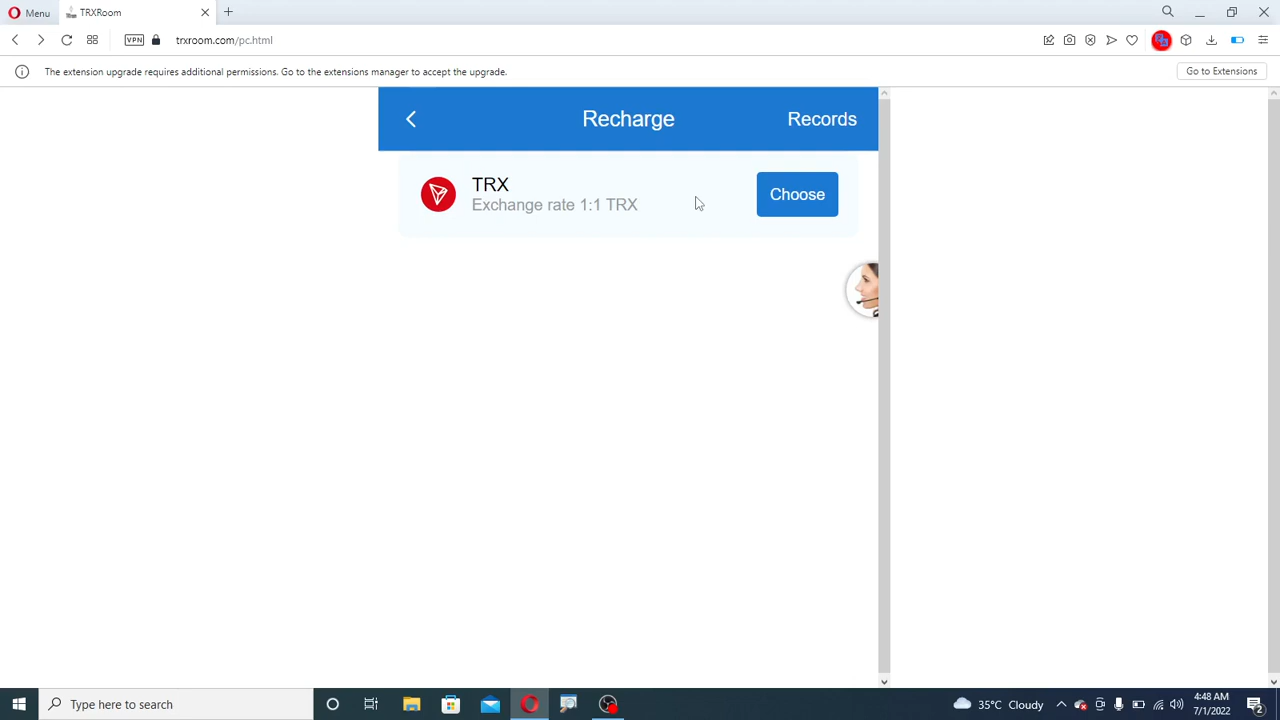 Menu
TRXRoom
VPN
trxroom.com/pc.html
The extension upgrade requires additional permissions. Go to the extensions manager to accept the upgrade.
Go to Extensions
Recharge
Records
TRX
Exchange rate 1:1 TRX
Choose
Type here to search
35°C Cloudy
4:48 AM
7/1/2022
2